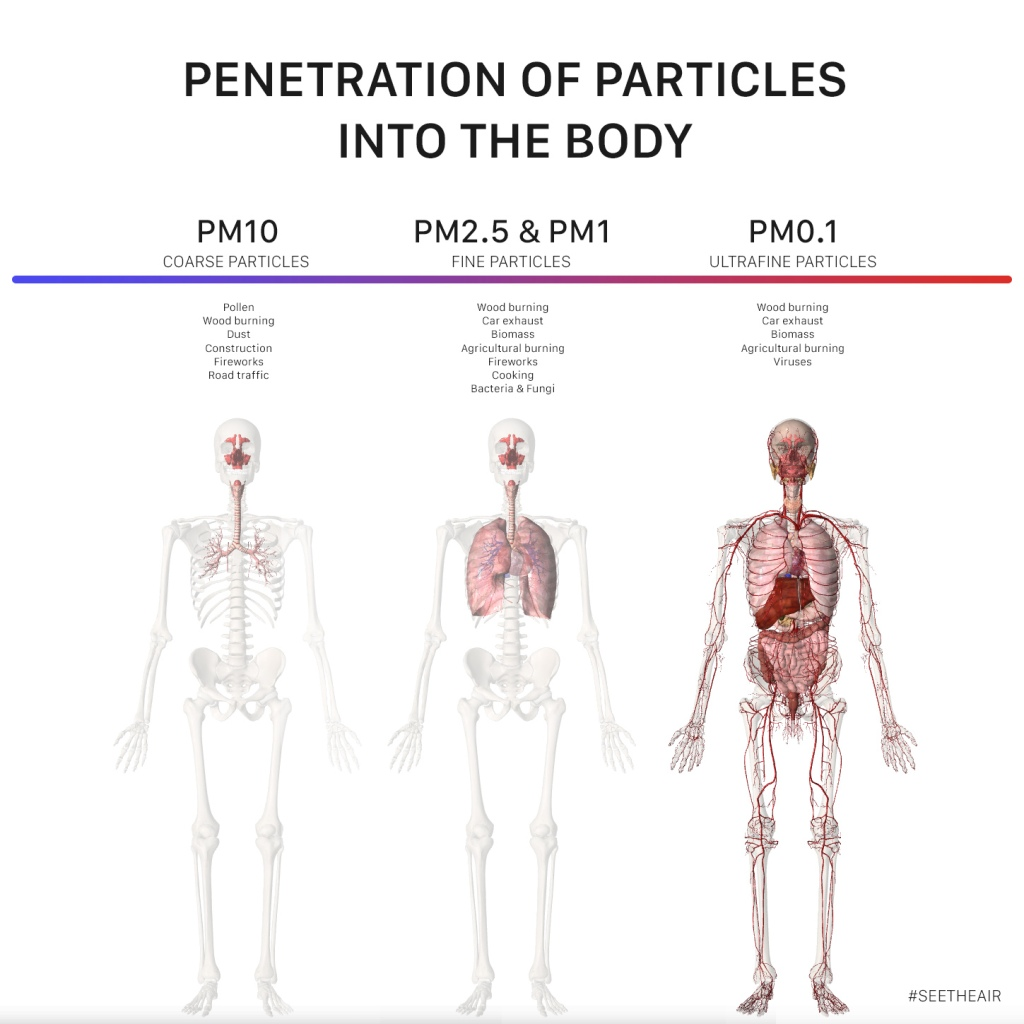 PENETRATION OF PARTICLES
INTO THE BODY
PM10
COARSE PARTICLES
Pollen
Wood burning
Dust
Construction
Fireworks
Road traffic
PM2.5 & PM1
FINE PARTICLES
Wood burning
Car exhaust
Biomass
Agricultural burning
Fireworks
Cooking
Bacteria & Fungi
PM0.1
ULTRAFINE PARTICLES
Wood burning
Car exhaust
Biomass
Agricultural burning
Viruses
#SEETHEAIR